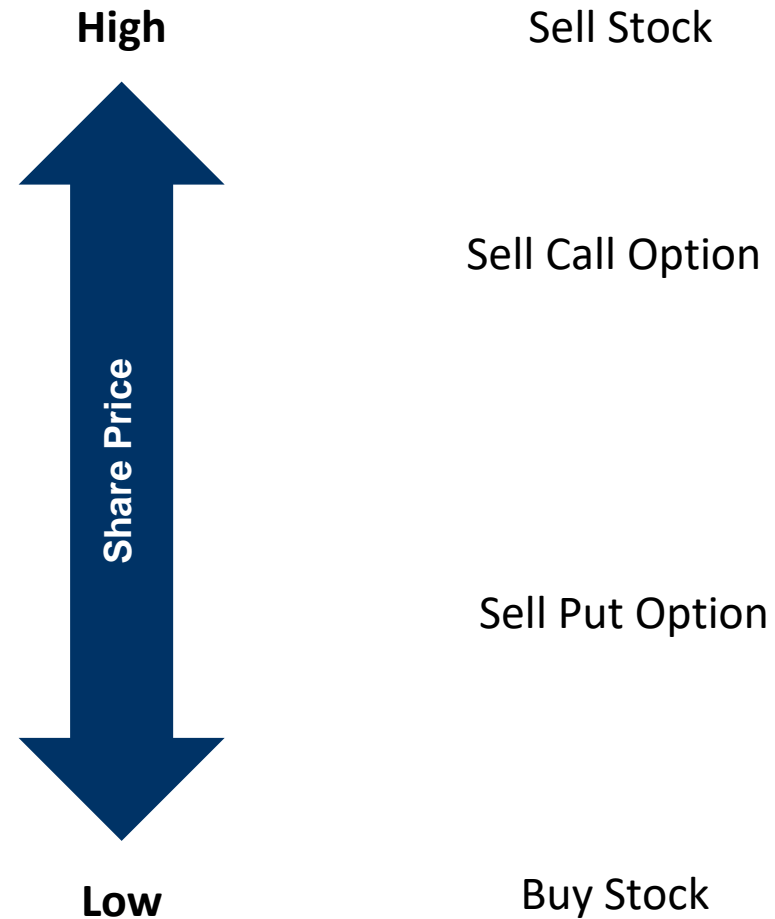 High
Sell Stock
Sell Call Option
Share Price
Sell Put Option
Low
Buy Stock